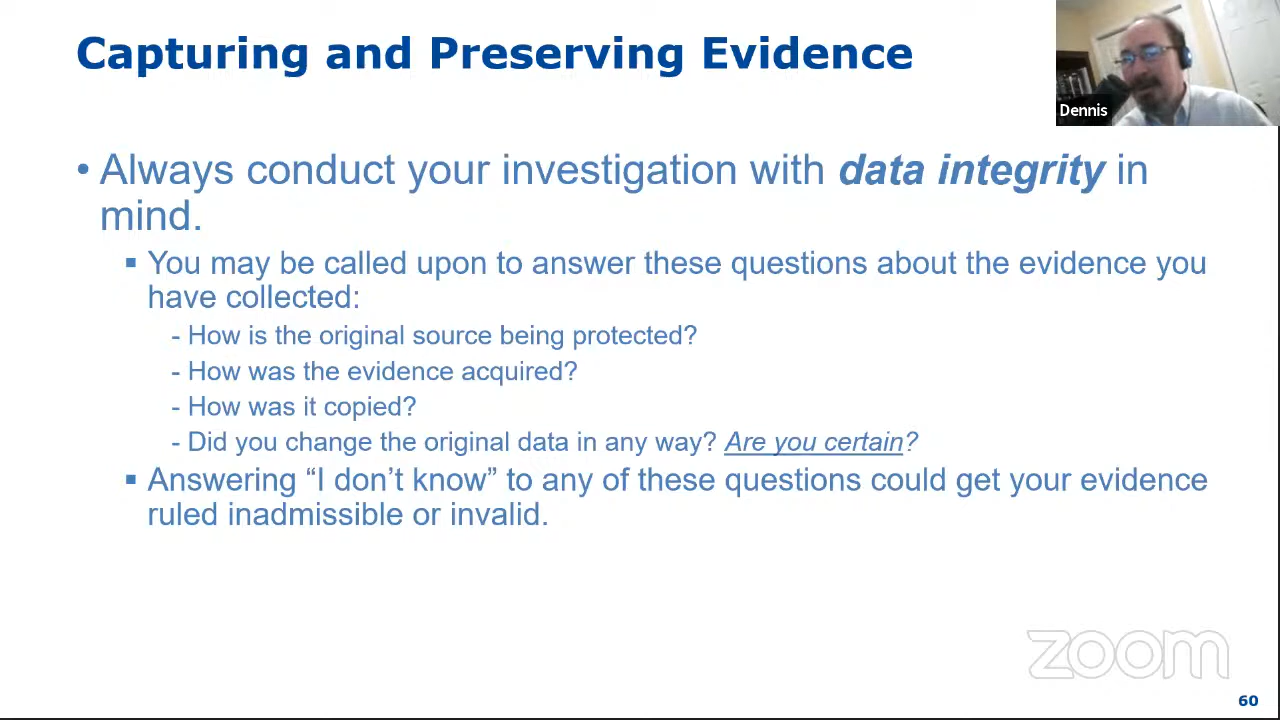 Capturing and Preserving Evidence
Dennis
• Always conduct your investigation with data integrity in
mind.
▪ You may be called upon to answer these questions about the evidence you
have collected:
- How is the original source being protected?
- How was the evidence acquired?
- How was it copied?
- Did you change the original data in any way? Are you certain?
▪ Answering “I don’t know” to any of these questions could get your evidence
ruled inadmissible or invalid.
zoom
60